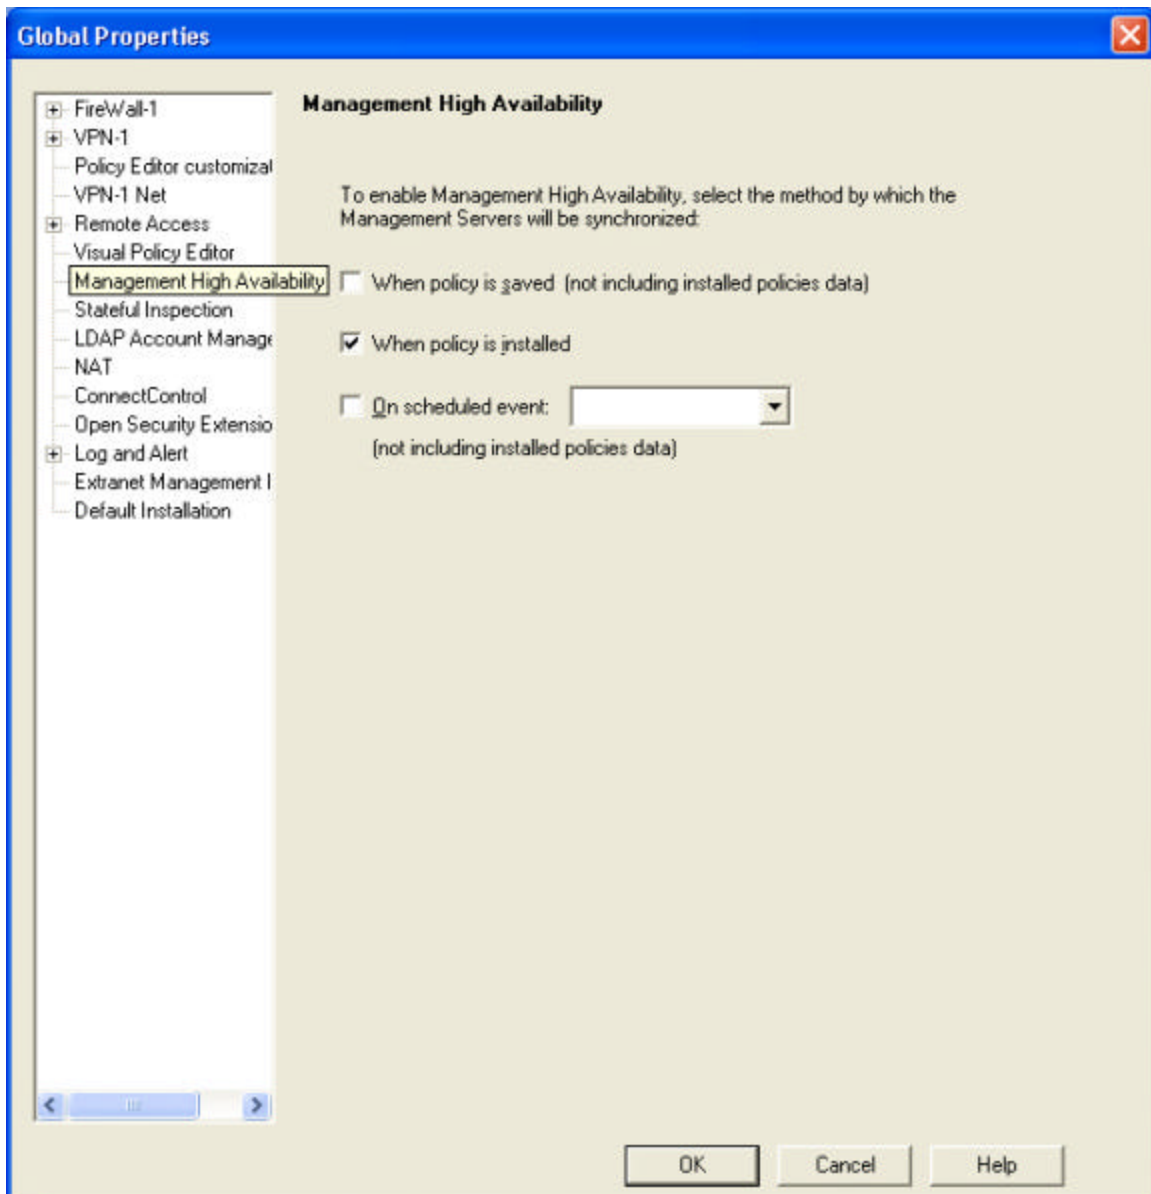 Global Properties
FireWall-1
VPN-1
Policy Editor customizat
VPN-1 Net
Remote Access
Visual Policy Editor
Management High Availability
Stateful Inspection
LDAP Account Manage
NAT
ConnectControl
Open Security Extensio
Log and Alert
Extranet Management I
Default Installation
Management High Availability
To enable Management High Availability, select the method by which the
Management Servers will be synchronized:
When policy is saved (not including installed policies data)
When policy is installed
On scheduled event:
(not including installed policies data)
OK
Cancel
Help